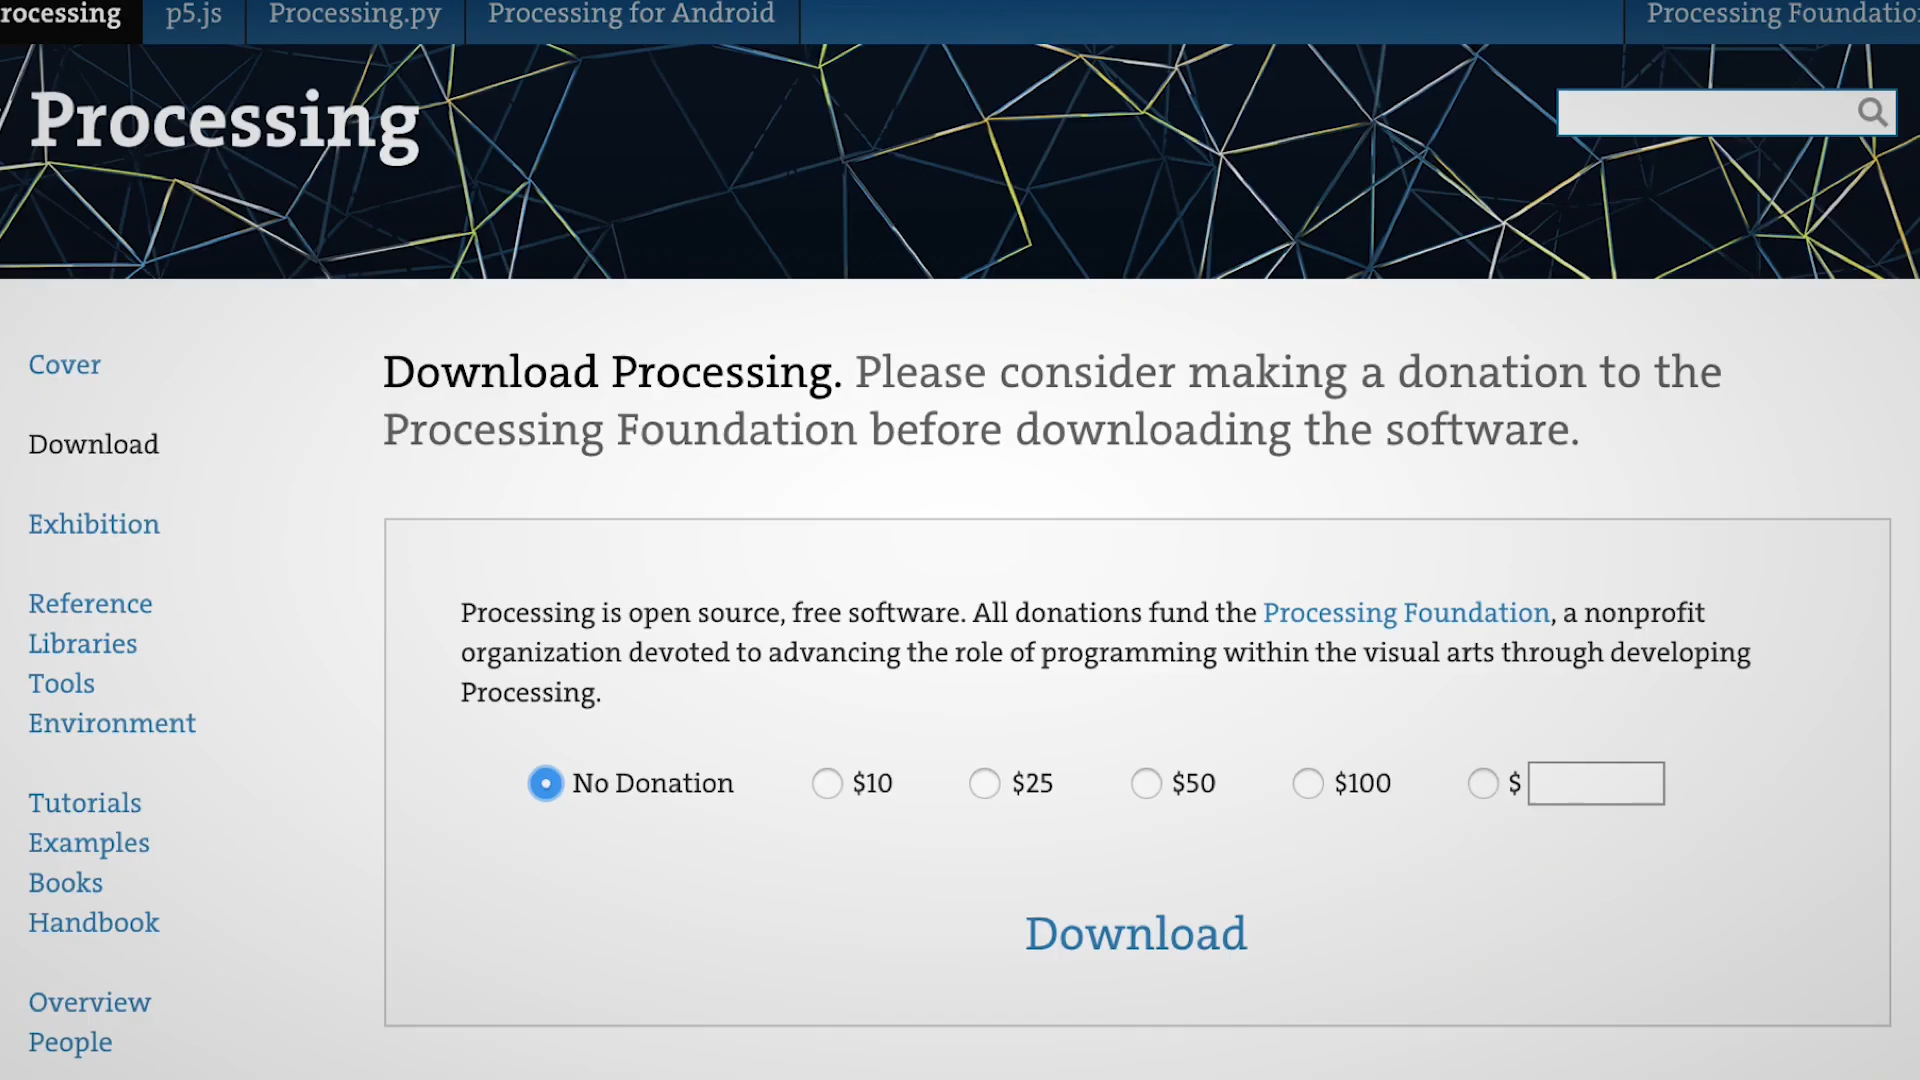 rocessing p5.js Processing.py Processing for Android Processing Foundatio
Processing
Cover
Download
Exhibition
Reference
Libraries
Tools
Environment
Tutorials
Examples
Books
Handbook
Overview
People
Download Processing. Please consider making a donation to the
Processing Foundation before downloading the software.
Processing is open source, free software. All donations fund the Processing Foundation, a nonprofit
organization devoted to advancing the role of programming within the visual arts through developing
Processing.
No Donation $10 $25 $50 $100 $
Download